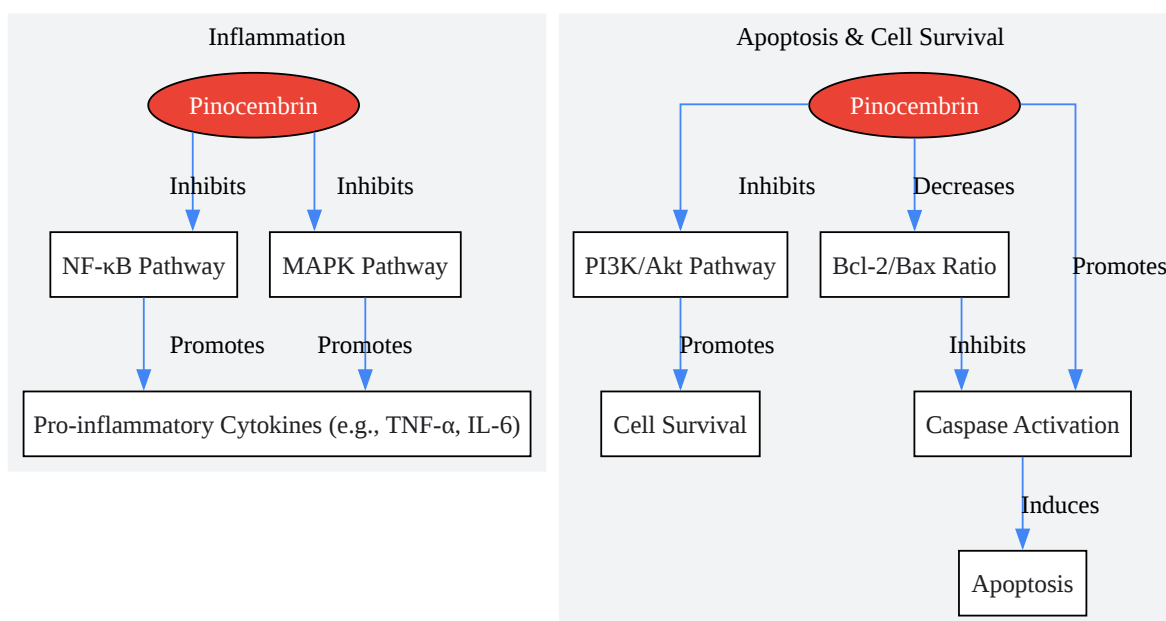 Inflammation
Pinocembrin
Inhibits
Inhibits
NF-κB Pathway
MAPK Pathway
Promotes
Promotes
Pro-inflammatory Cytokines (e.g., TNF-α, IL-6)
Apoptosis & Cell Survival
Pinocembrin
Inhibits
Decreases
PI3K/Akt Pathway
Bcl-2/Bax Ratio
Promotes
Promotes
Inhibits
Cell Survival
Caspase Activation
Induces
Apoptosis